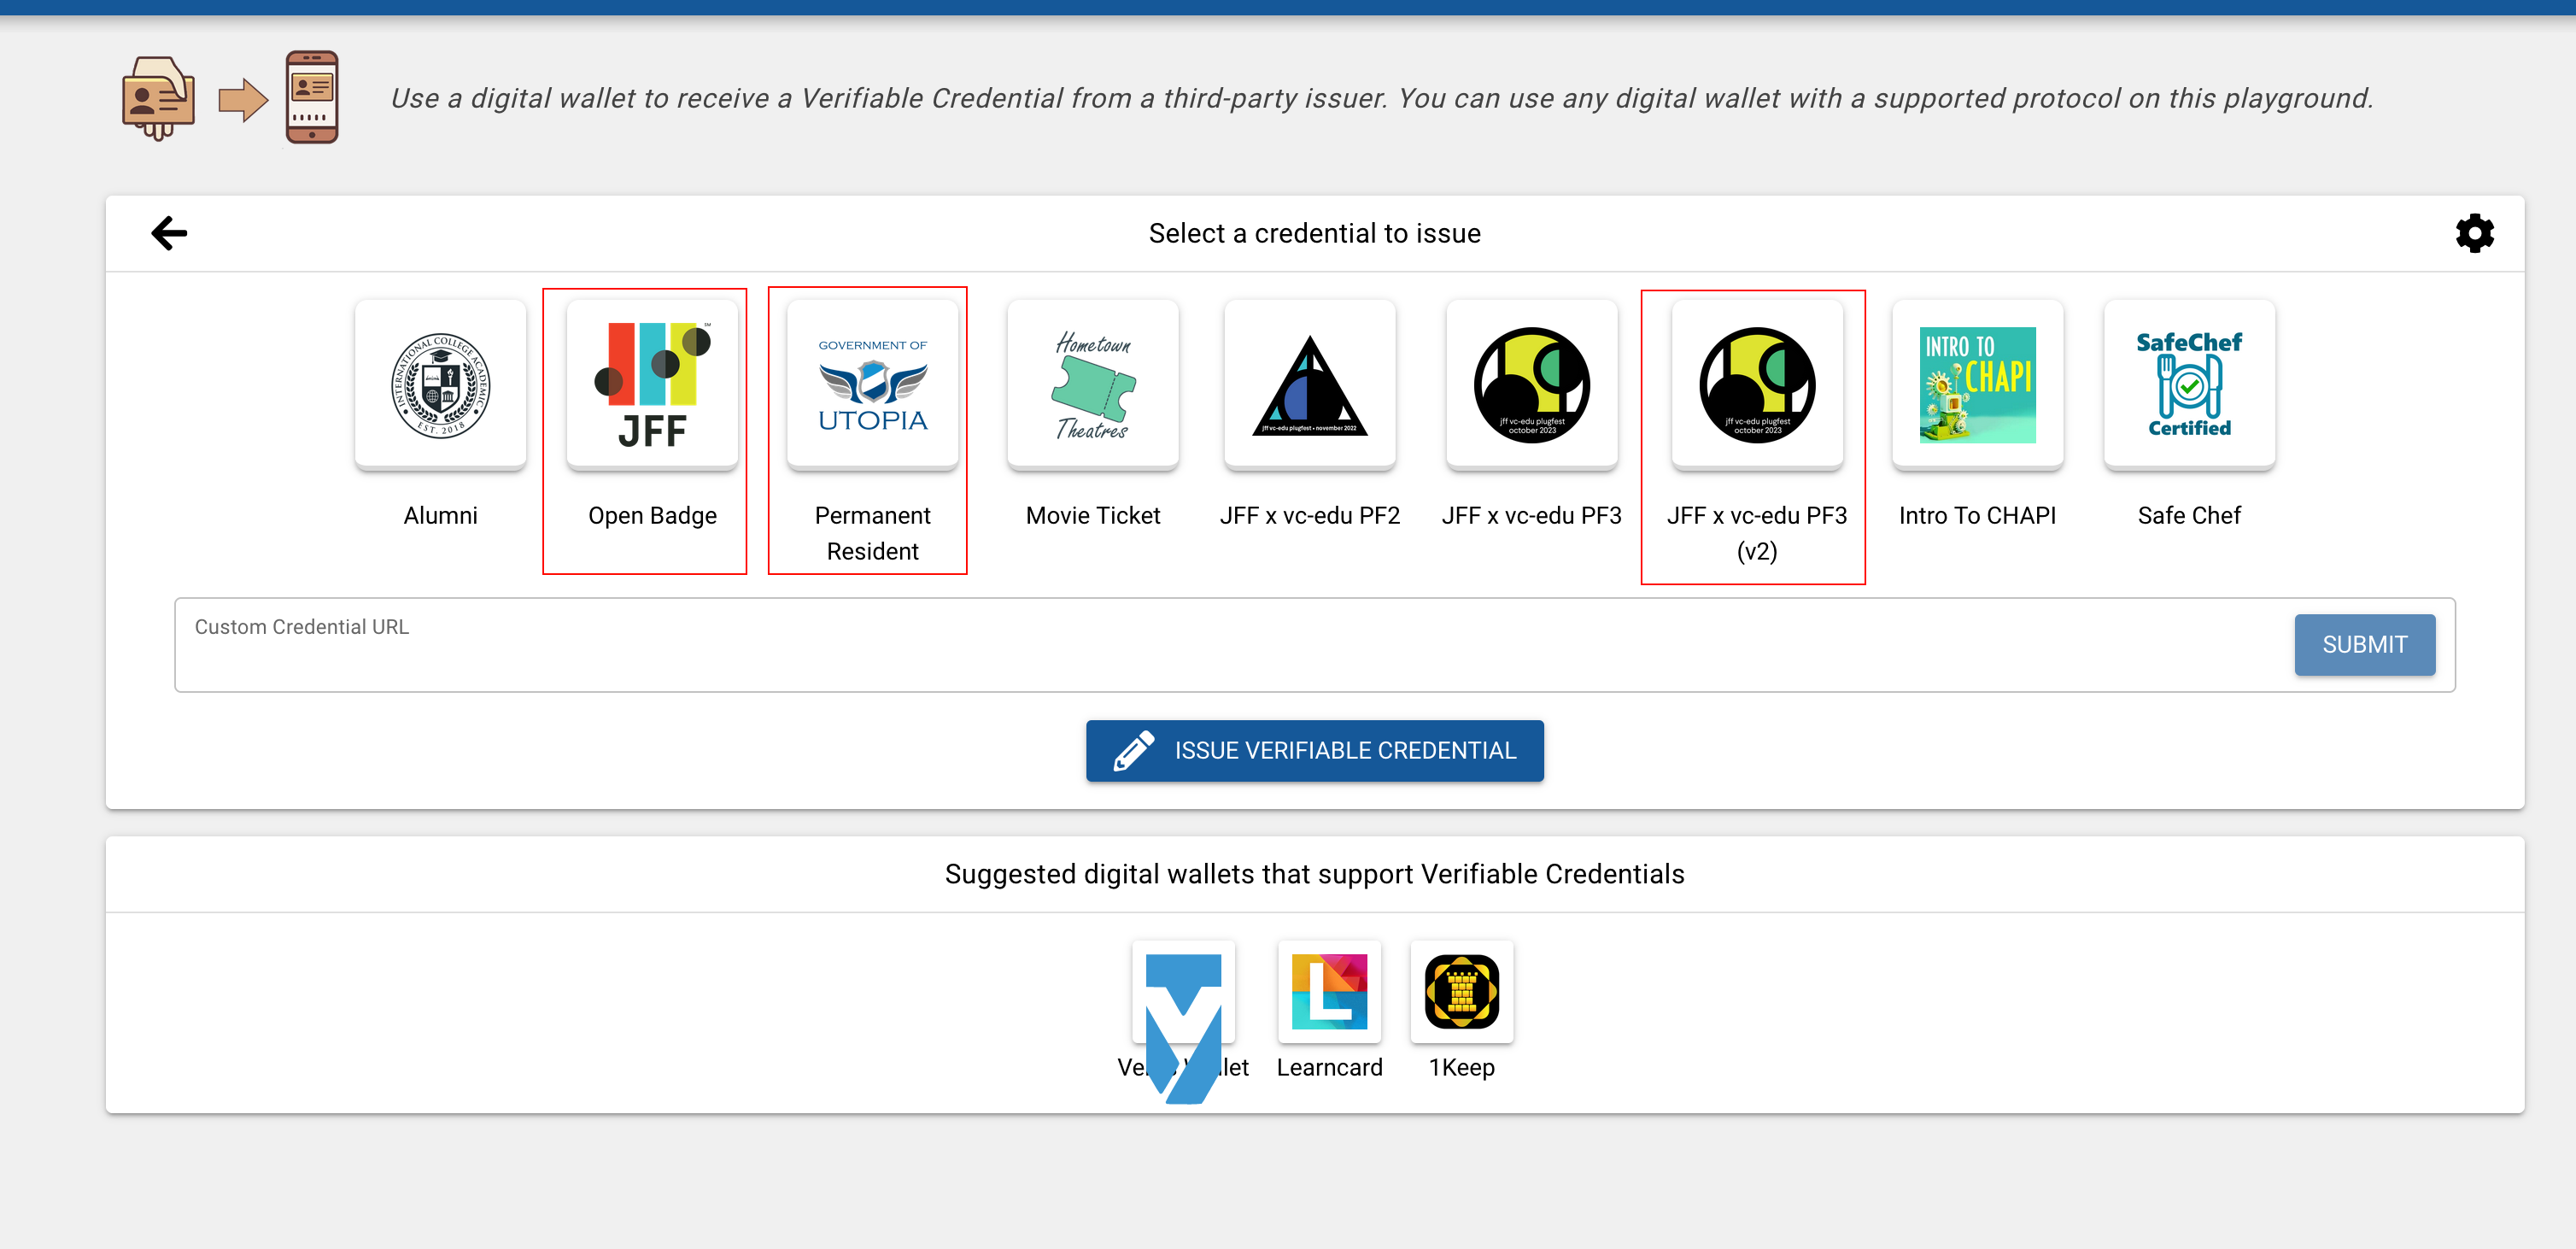 Use a digital wallet to receive a Verifiable Credential from a third-party issuer. You can use any digital wallet with a supported protocol on this playground.
Select a credential to issue
INTERNATIONAL COLLEGE ACADEMIC
EST. 2018
Alumni
JFF
SM
Open Badge
GOVERNMENT OF
UTOPIA
Permanent
Resident
Hometown
Theatres
Movie Ticket
jff vc-edu plugfest • november 2022
JFF x vc-edu PF2
jff vc-edu plugfest
october 2023
JFF x vc-edu PF3
jff vc-edu plugfest
october 2023
JFF x vc-edu PF3
(v2)
INTRO TO
CHAPI
Intro To CHAPI
SafeChef
Certified
Safe Chef
Custom Credential URL
SUBMIT
ISSUE VERIFIABLE CREDENTIAL
Suggested digital wallets that support Verifiable Credentials
L
Learncard
1Keep